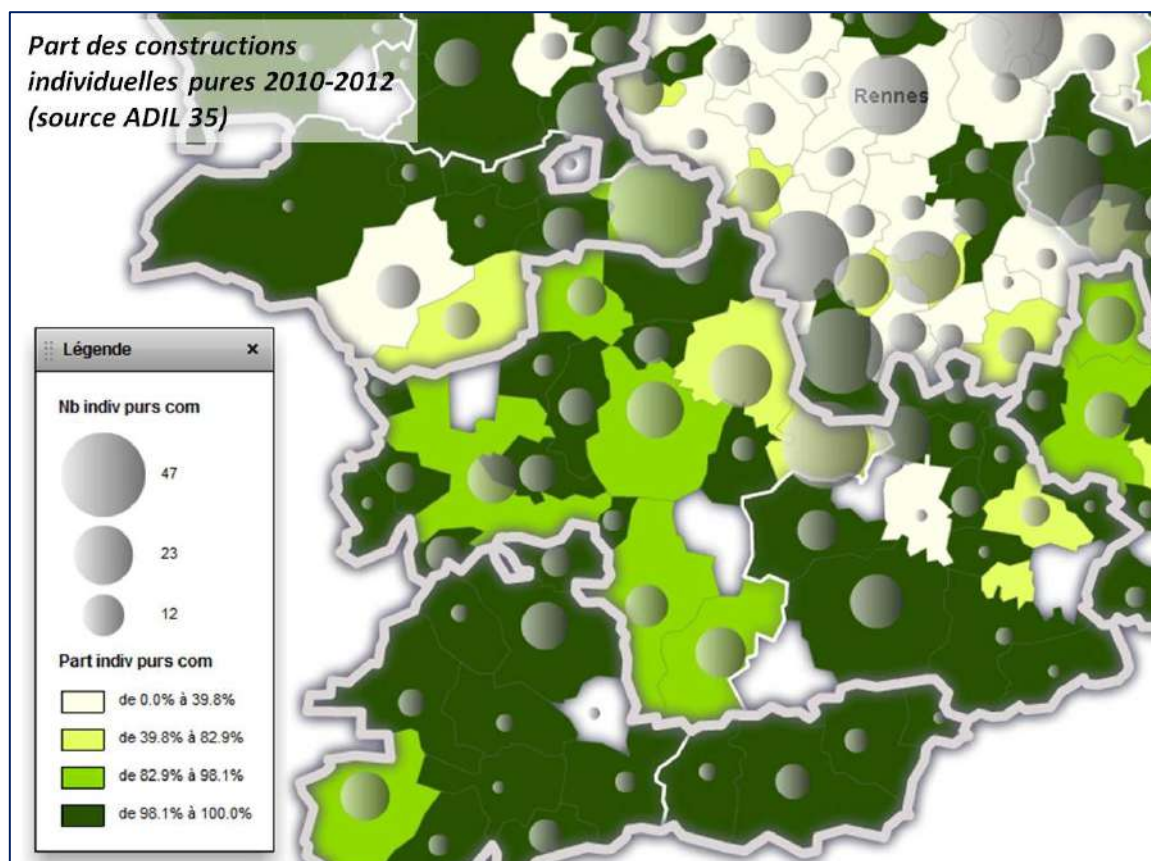 Part des constructions
individuelles pures 2010-2012
(source ADIL 35)
Rennes
Légende
×
Nb indiv purs com
47
23
12
Part indiv purs com
de 0.0% à 39.8%
de 39.8% à 82.9%
de 82.9% à 98.1%
de 98.1% à 100.0%